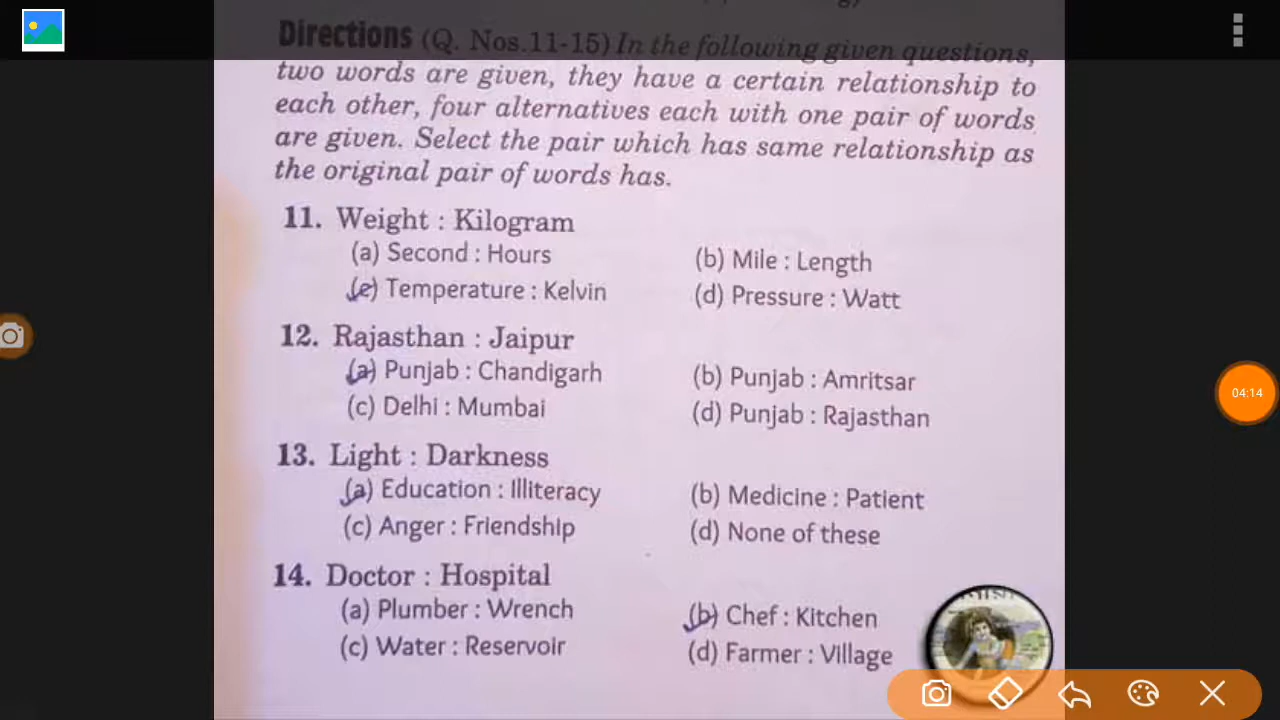 Directions (Q. Nos.11-15) In the following given questions,
two words are given, they have a certain relationship to
each other, four alternatives each with one pair of words
are given. Select the pair which has same relationship as
the original pair of words has.
11. Weight : Kilogram
(a) Second : Hours (b) Mile : Length
(c) Temperature : Kelvin (d) Pressure : Watt
12. Rajasthan : Jaipur
(a) Punjab : Chandigarh (b) Punjab : Amritsar
(c) Delhi : Mumbai (d) Punjab : Rajasthan
13. Light : Darkness
(a) Education : Illiteracy (b) Medicine : Patient
(c) Anger : Friendship (d) None of these
14. Doctor : Hospital
(a) Plumber : Wrench (b) Chef : Kitchen
(c) Water : Reservoir (d) Farmer : Village
04:14